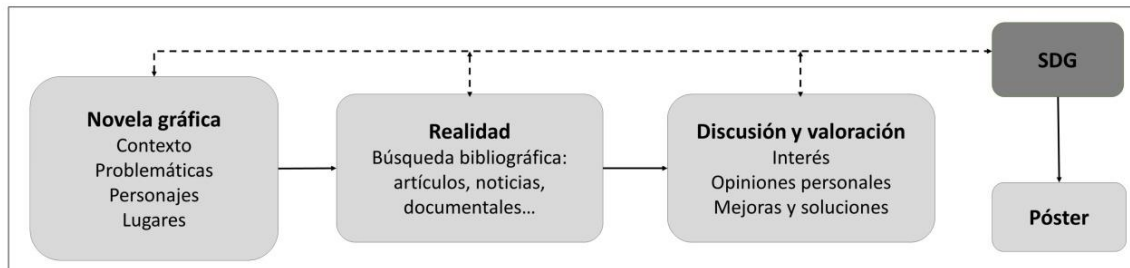 Novela gráfica
Contexto
Problemáticas
Personajes
Lugares
Realidad
Búsqueda bibliográfica:
artículos, noticias,
documentales…
Discusión y valoración
Interés
Opiniones personales
Mejoras y soluciones
SDG
Póster